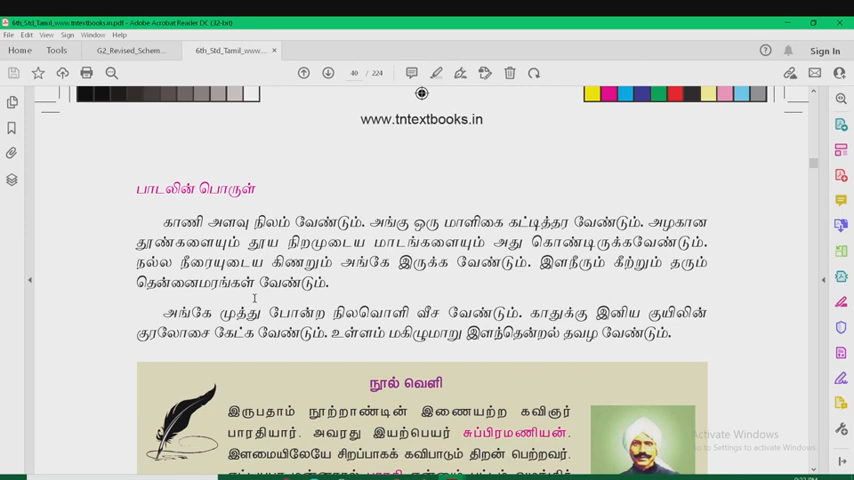 6th_Std_Tamil_www.tntextbooks.in.pdf - Adobe Acrobat Reader DC (32-bit)
File Edit View Sign Window Help
Home Tools G2_Revised_Schem... 6th_Std_Tamil_www.... × Sign In
40 / 224
www.tntextbooks.in
பாடலின் பொருள்
காணி அளவு நிலம் வேண்டும். அங்கு ஒரு மாளிகை கட்டித்தர வேண்டும். அழகான
தூண்களையும் தூய நிறமுடைய மாடங்களையும் அது கொண்டிருக்கவேண்டும்.
நல்ல நீரையுடைய கிணறும் அங்கே இருக்க வேண்டும். இளநீரும் கீற்றும் தரும்
தென்னைமரங்கள் வேண்டும்.
அங்கே முத்து போன்ற நிலவொளி வீச வேண்டும். காதுக்கு இனிய குயிலின்
குரலோசை கேட்க வேண்டும். உள்ளம் மகிழுமாறு இளந்தென்றல் தவழ வேண்டும்.
நூல் வெளி
இருபதாம் நூற்றாண்டின் இணையற்ற கவிஞர்
பாரதியார். அவரது இயற்பெயர் சுப்பிரமணியன்.
இளமையிலேயே சிறப்பாகக் கவிபாடும் திறன் பெற்றவர்.
Activate Windows
Go to Settings to activate Windows.